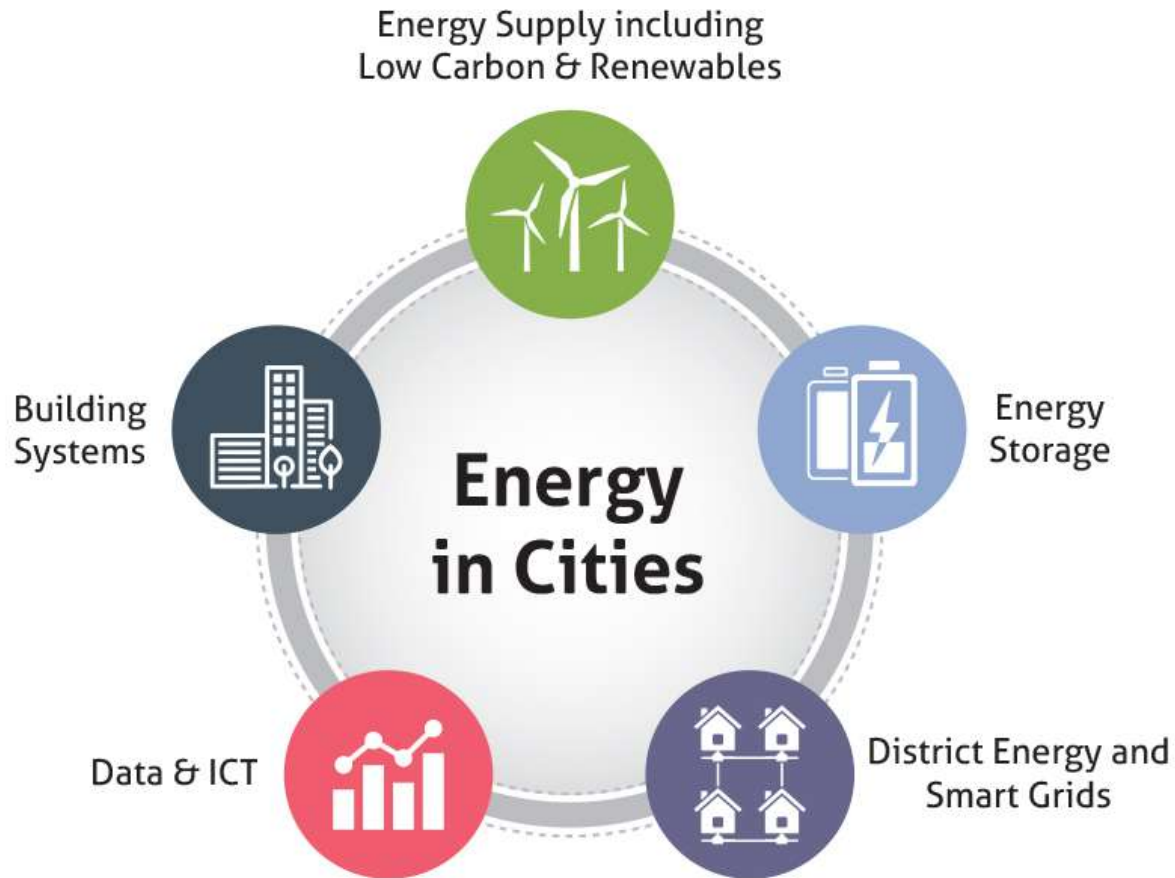 Energy Supply including
Low Carbon & Renewables
Building
Systems
Energy
Storage
Energy
in Cities
Data & ICT
District Energy and
Smart Grids